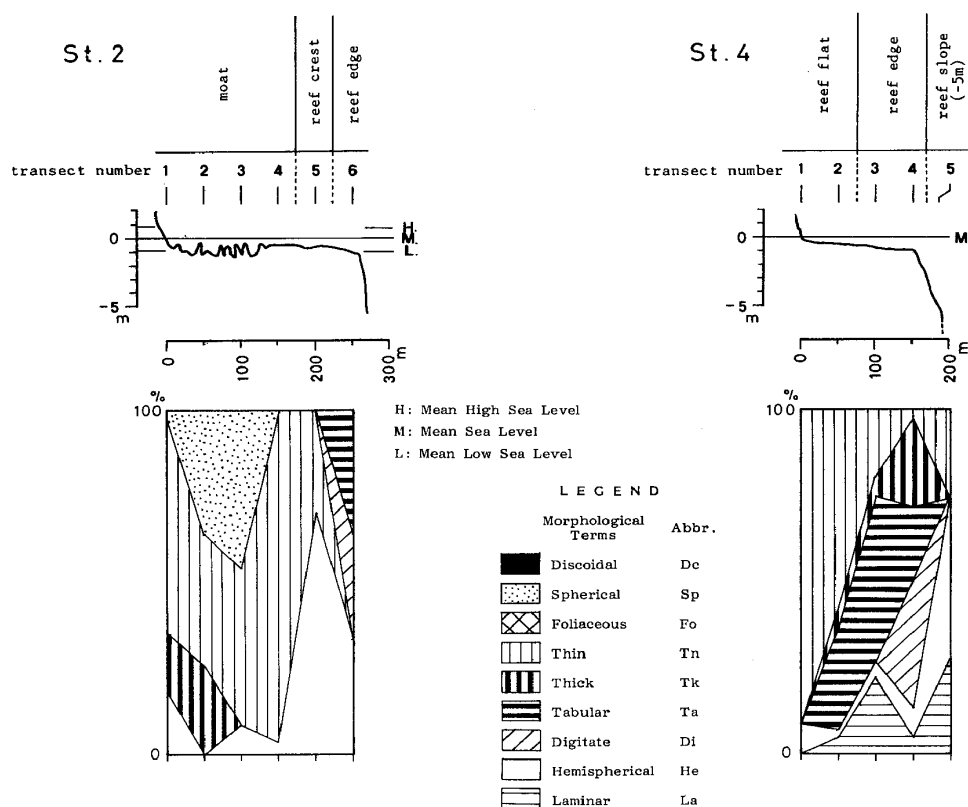 St. 2
moat
reef crest
reef edge
transect number 1 2 3 4 5 6
0
-5
m
H.
M.
L.
0 100 200 300 m
%
100
0
St. 4
reef flat
reef edge
reef slope
(-5m)
transect number 1 2 3 4 5
0
-5
m
M
0 100 200 m
%
100
0
H: Mean High Sea Level
M: Mean Sea Level
L: Mean Low Sea Level
LEGEND
Morphological Terms Abbr.
Discoidal Dc
Spherical Sp
Foliaceous Fo
Thin Tn
Thick Tk
Tabular Ta
Digitate Di
Hemispherical He
Laminar La